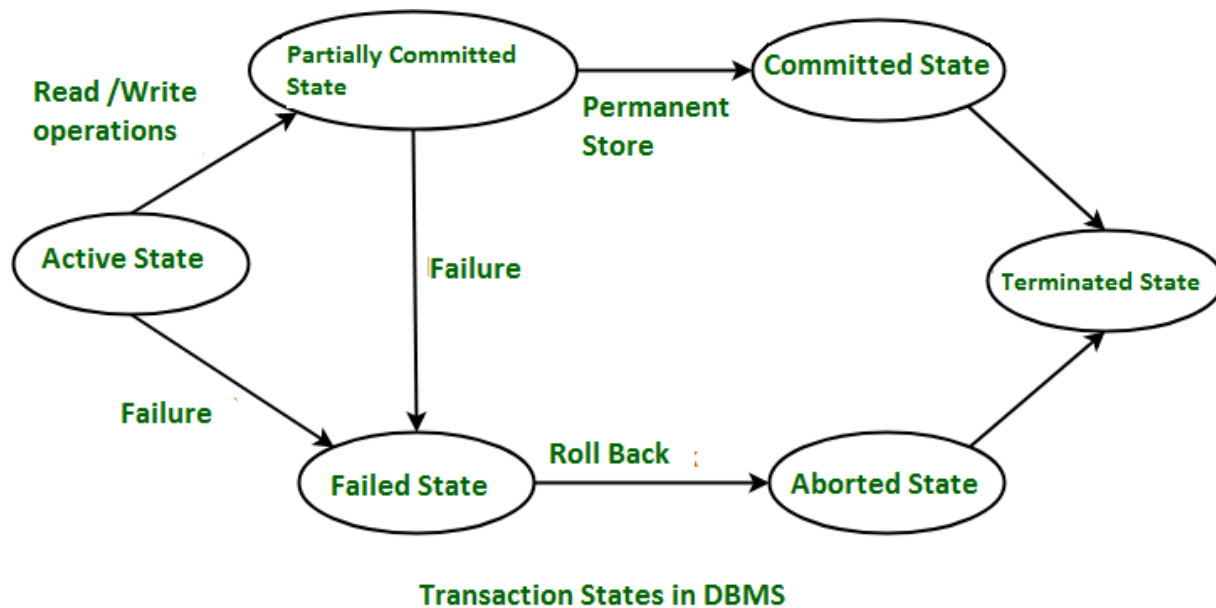 Partially Committed
State
Committed State
Read /Write
operations
Permanent
Store
Active State
Failure
Terminated State
Failure
Roll Back
Failed State
Aborted State
Transaction States in DBMS